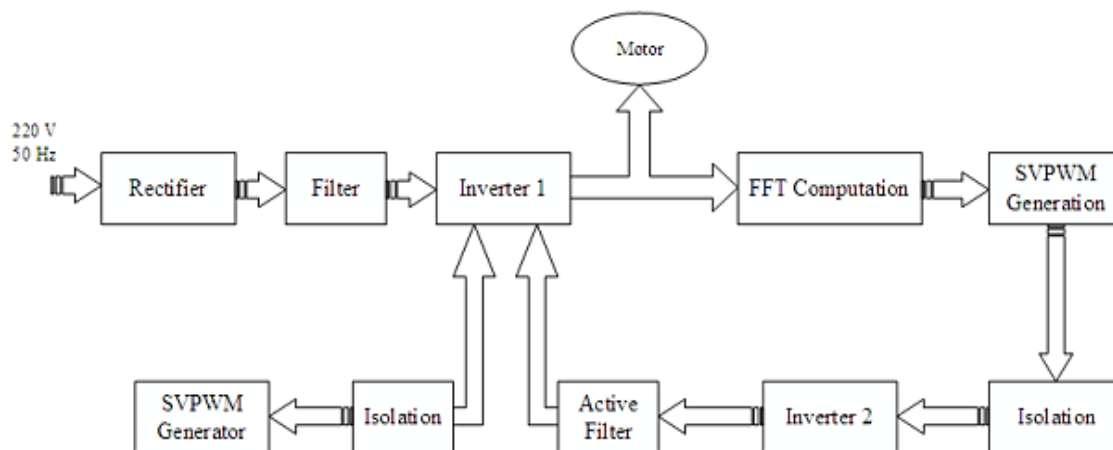 Motor
220 V
50 Hz
Rectifier
Filter
Inverter 1
FFT Computation
SVPWM
Generation
SVPWM
Generator
Isolation
Active
Filter
Inverter 2
Isolation